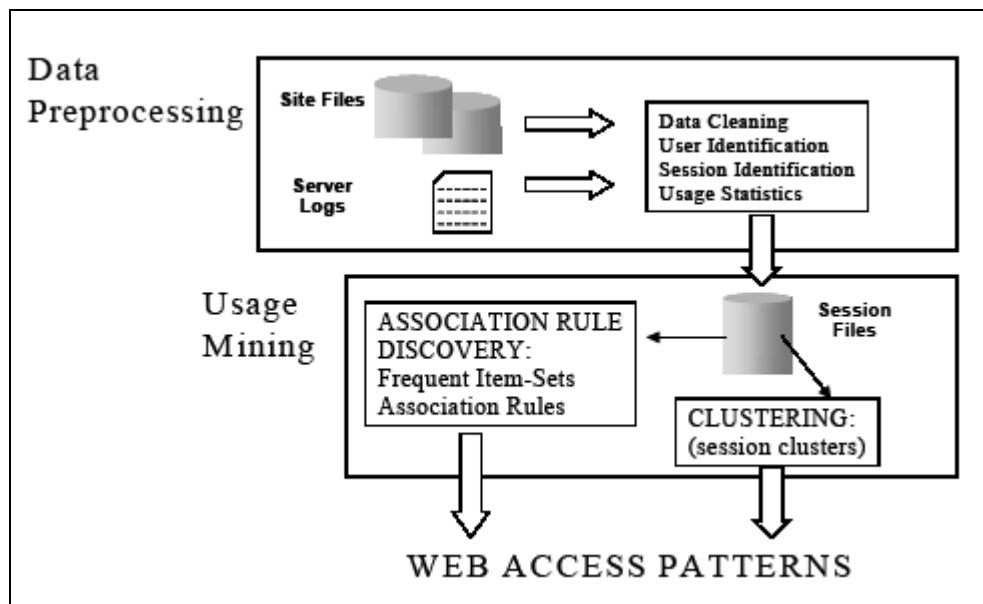 Data
Preprocessing
Site Files
Server
Logs
Data Cleaning
User Identification
Session Identification
Usage Statistics
Usage
Mining
ASSOCIATION RULE
DISCOVERY:
Frequent Item-Sets
Association Rules
Session
Files
CLUSTERING:
(session clusters)
WEB ACCESS PATTERNS